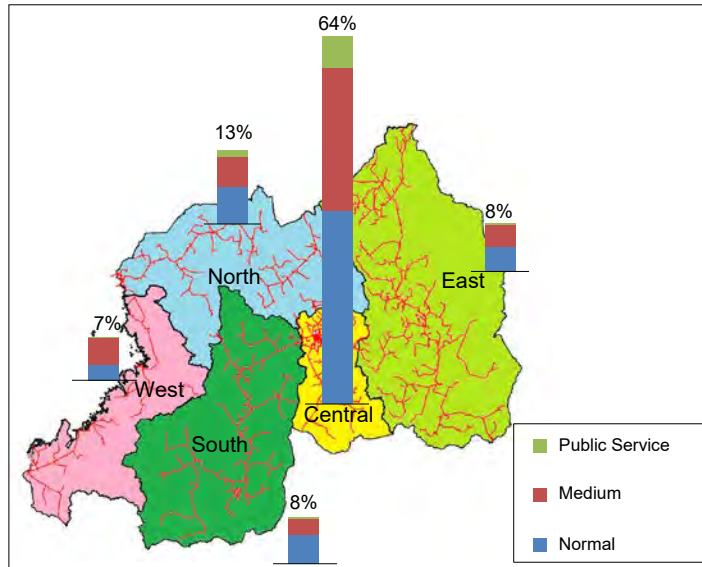 64%
13%
8%
North
East
7%
West
Central
South
8%
Public Service
Medium
Normal